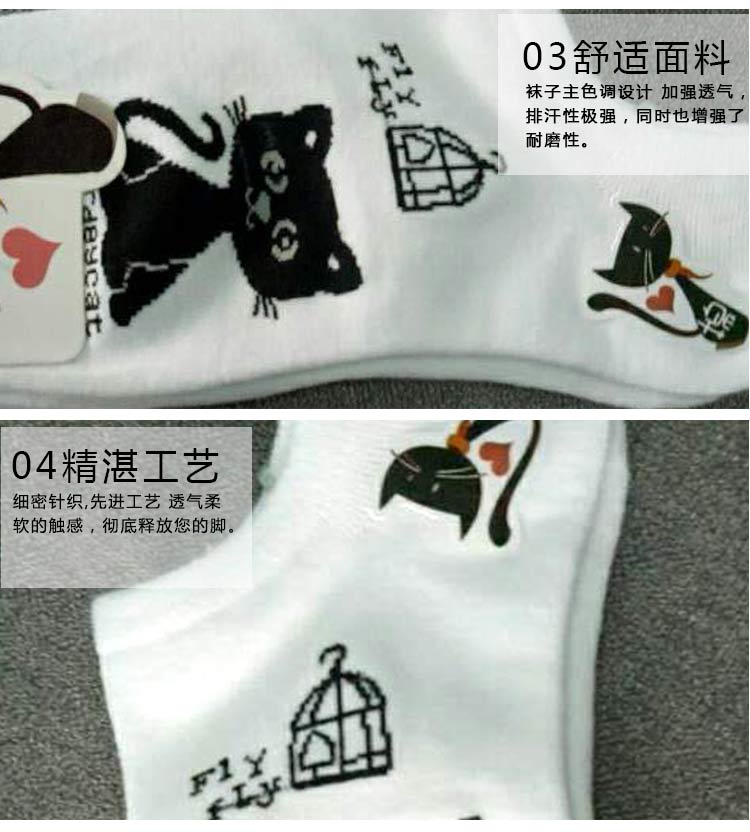 03舒适面料
袜子主色调设计 加强透气,
排汗性极强,同时也增强了
耐磨性。
Fly
fly
04精湛工艺
细密针织,先进工艺 透气柔
软的触感,彻底释放您的脚。
Fly
fly